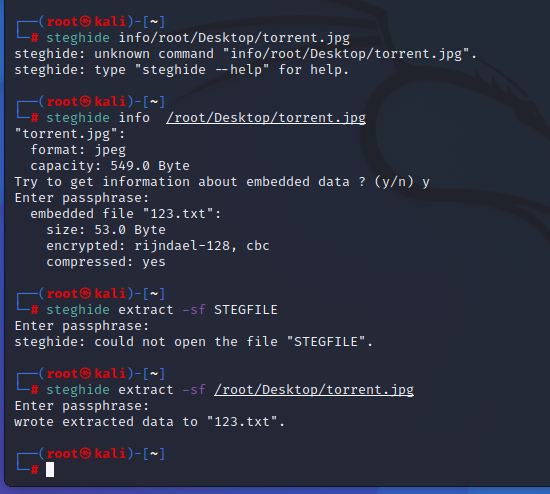 ┌──(root㉿kali)-[~]
└─# steghide info/root/Desktop/torrent.jpg
steghide: unknown command "info/root/Desktop/torrent.jpg".
steghide: type "steghide --help" for help.
┌──(root㉿kali)-[~]
└─# steghide info  /root/Desktop/torrent.jpg
"torrent.jpg":
  format: jpeg
  capacity: 549.0 Byte
Try to get information about embedded data ? (y/n) y
Enter passphrase:
  embedded file "123.txt":
    size: 53.0 Byte
    encrypted: rijndael-128, cbc
    compressed: yes
┌──(root㉿kali)-[~]
└─# steghide extract -sf STEGFILE
Enter passphrase:
steghide: could not open the file "STEGFILE".
┌──(root㉿kali)-[~]
└─# steghide extract -sf /root/Desktop/torrent.jpg
Enter passphrase:
wrote extracted data to "123.txt".
┌──(root㉿kali)-[~]
└─#